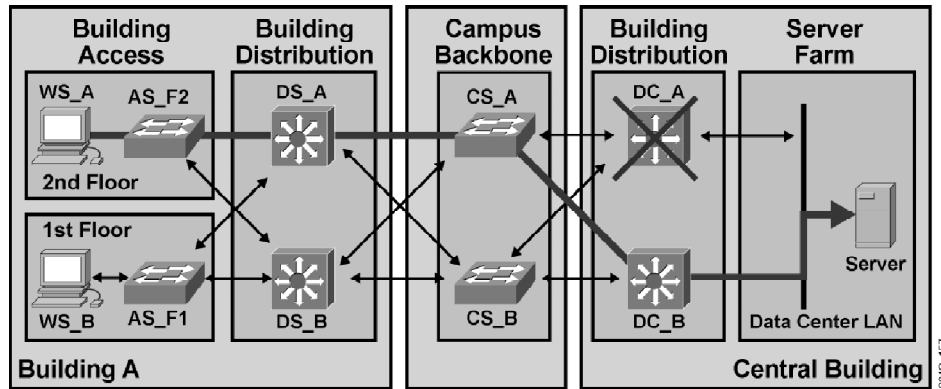 Building
Access
Building
Distribution
Campus
Backbone
Building
Distribution
Server
Farm
WS_A
AS_F2
DS_A
CS_A
DC_A
2nd Floor
1st Floor
WS_B
AS_F1
DS_B
CS_B
DC_B
Server
Data Center LAN
Building A
Central Building